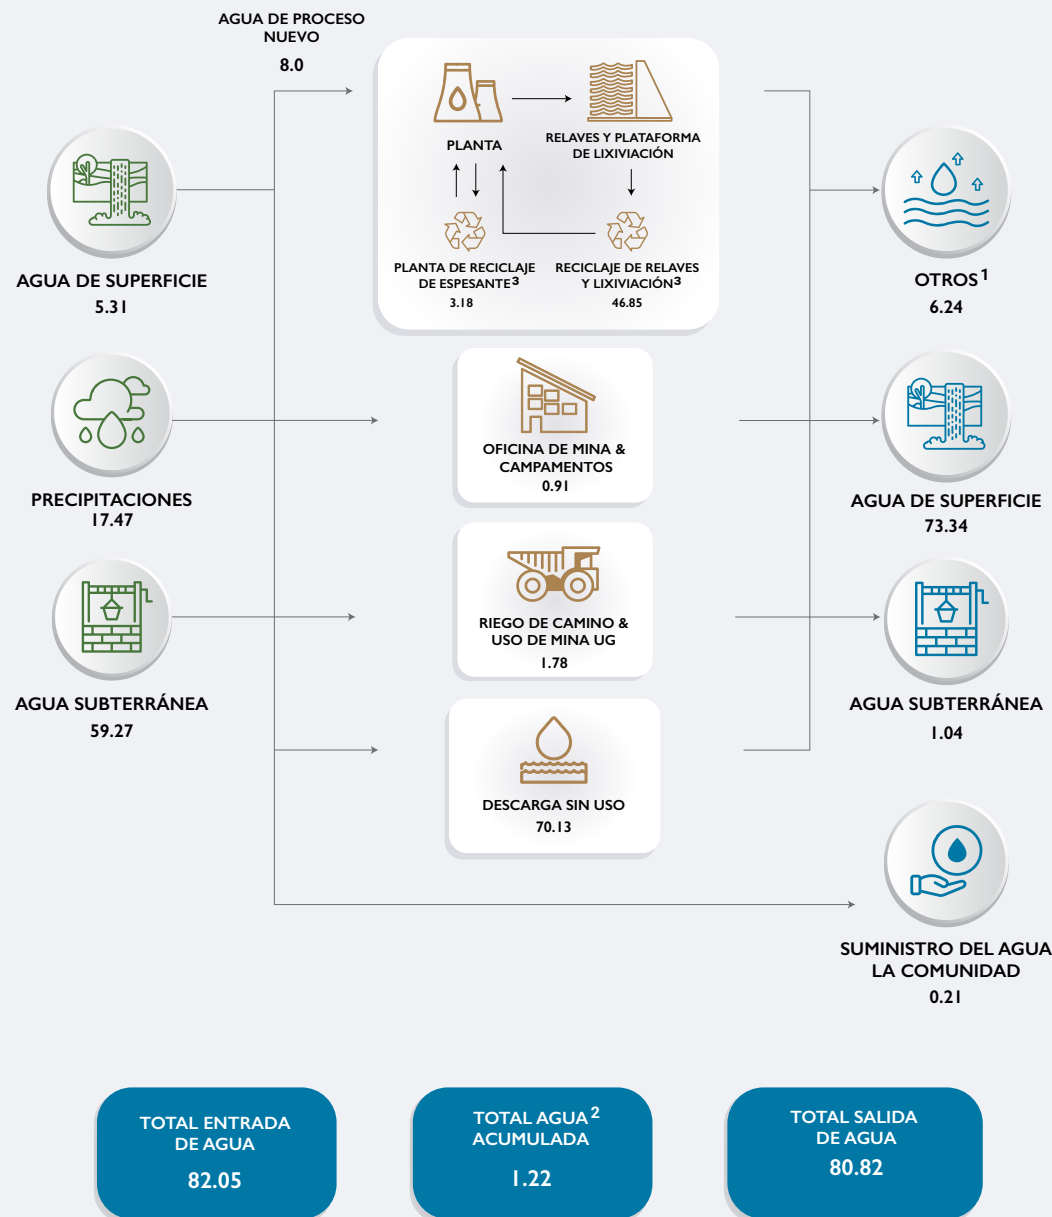 AGUA DE PROCESO
NUEVO
8.0
PLANTA
RELAVES Y PLATAFORMA
DE LIXIVIACIÓN
PLANTA DE RECICLAJE
DE ESPESANTE3
3.18
RECICLAJE DE RELAVES
Y LIXIVIACIÓN3
46.85
AGUA DE SUPERFICIE
5.31
OTROS1
6.24
OFICINA DE MINA &
CAMPAMENTOS
0.91
PRECIPITACIONES
17.47
AGUA DE SUPERFICIE
73.34
RIEGO DE CAMINO &
USO DE MINA UG
1.78
AGUA SUBTERRÁNEA
59.27
AGUA SUBTERRÁNEA
1.04
DESCARGA SIN USO
70.13
SUMINISTRO DEL AGUA
LA COMUNIDAD
0.21
TOTAL ENTRADA
DE AGUA
82.05
TOTAL AGUA2
ACUMULADA
1.22
TOTAL SALIDA
DE AGUA
80.82